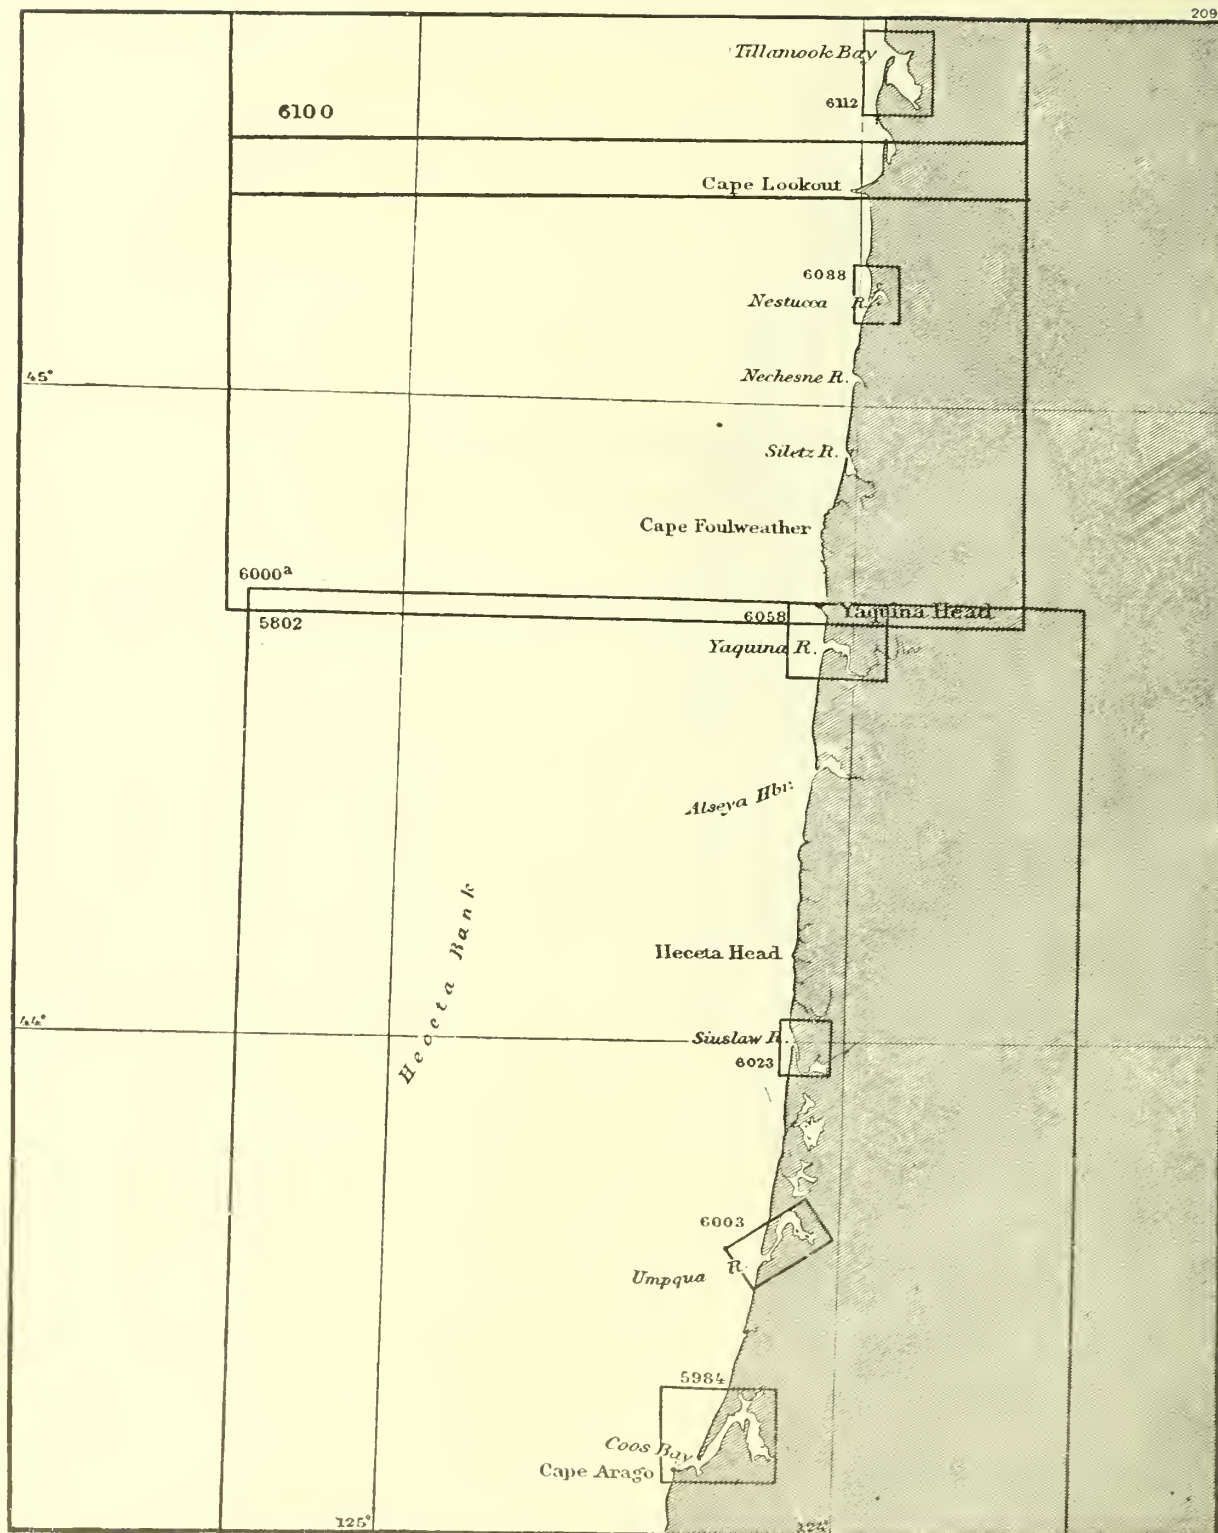 209
Tillamook Bay
6112
6100
Cape Lookout
6088
Nestucca R.
45°
Nechesne R.
Siletz R.
Cape Foulweather
6000a
5802
6058
Yaquina Head
Yaquina R.
Alseya Hbr.
Heceta Bank
Heceta Head
44°
Siuslaw R.
6023
6003
Umpqua R.
5984
Coos Bay
Cape Arago
125°
124°